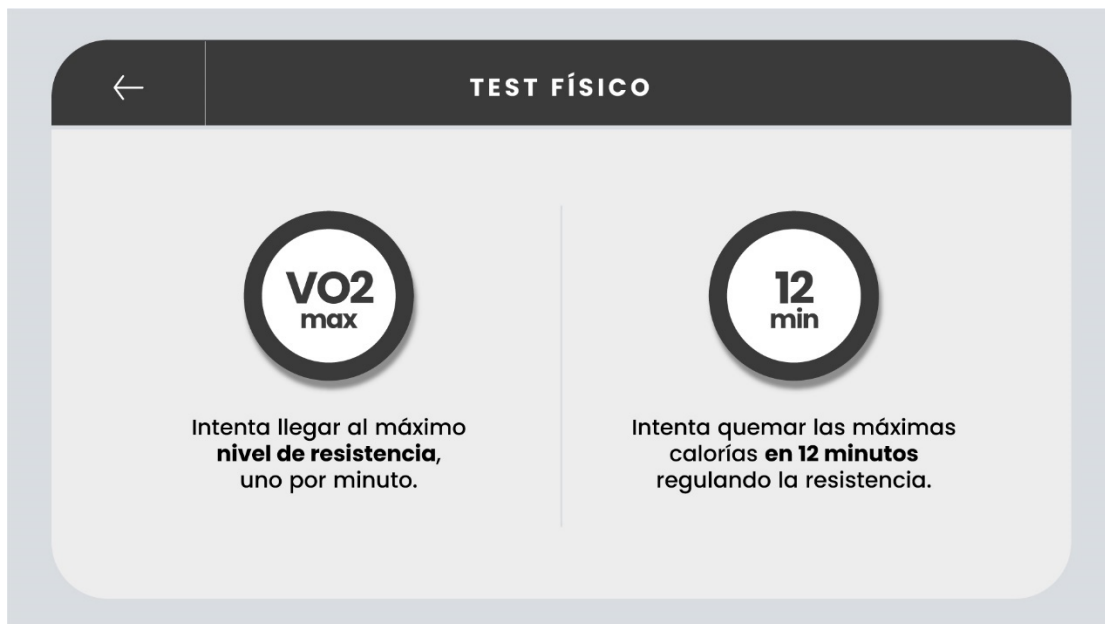 TEST FÍSICO
VO2
max
Intenta llegar al máximo
nivel de resistencia,
uno por minuto.
12
min
Intenta quemar las máximas
calorías en 12 minutos
regulando la resistencia.